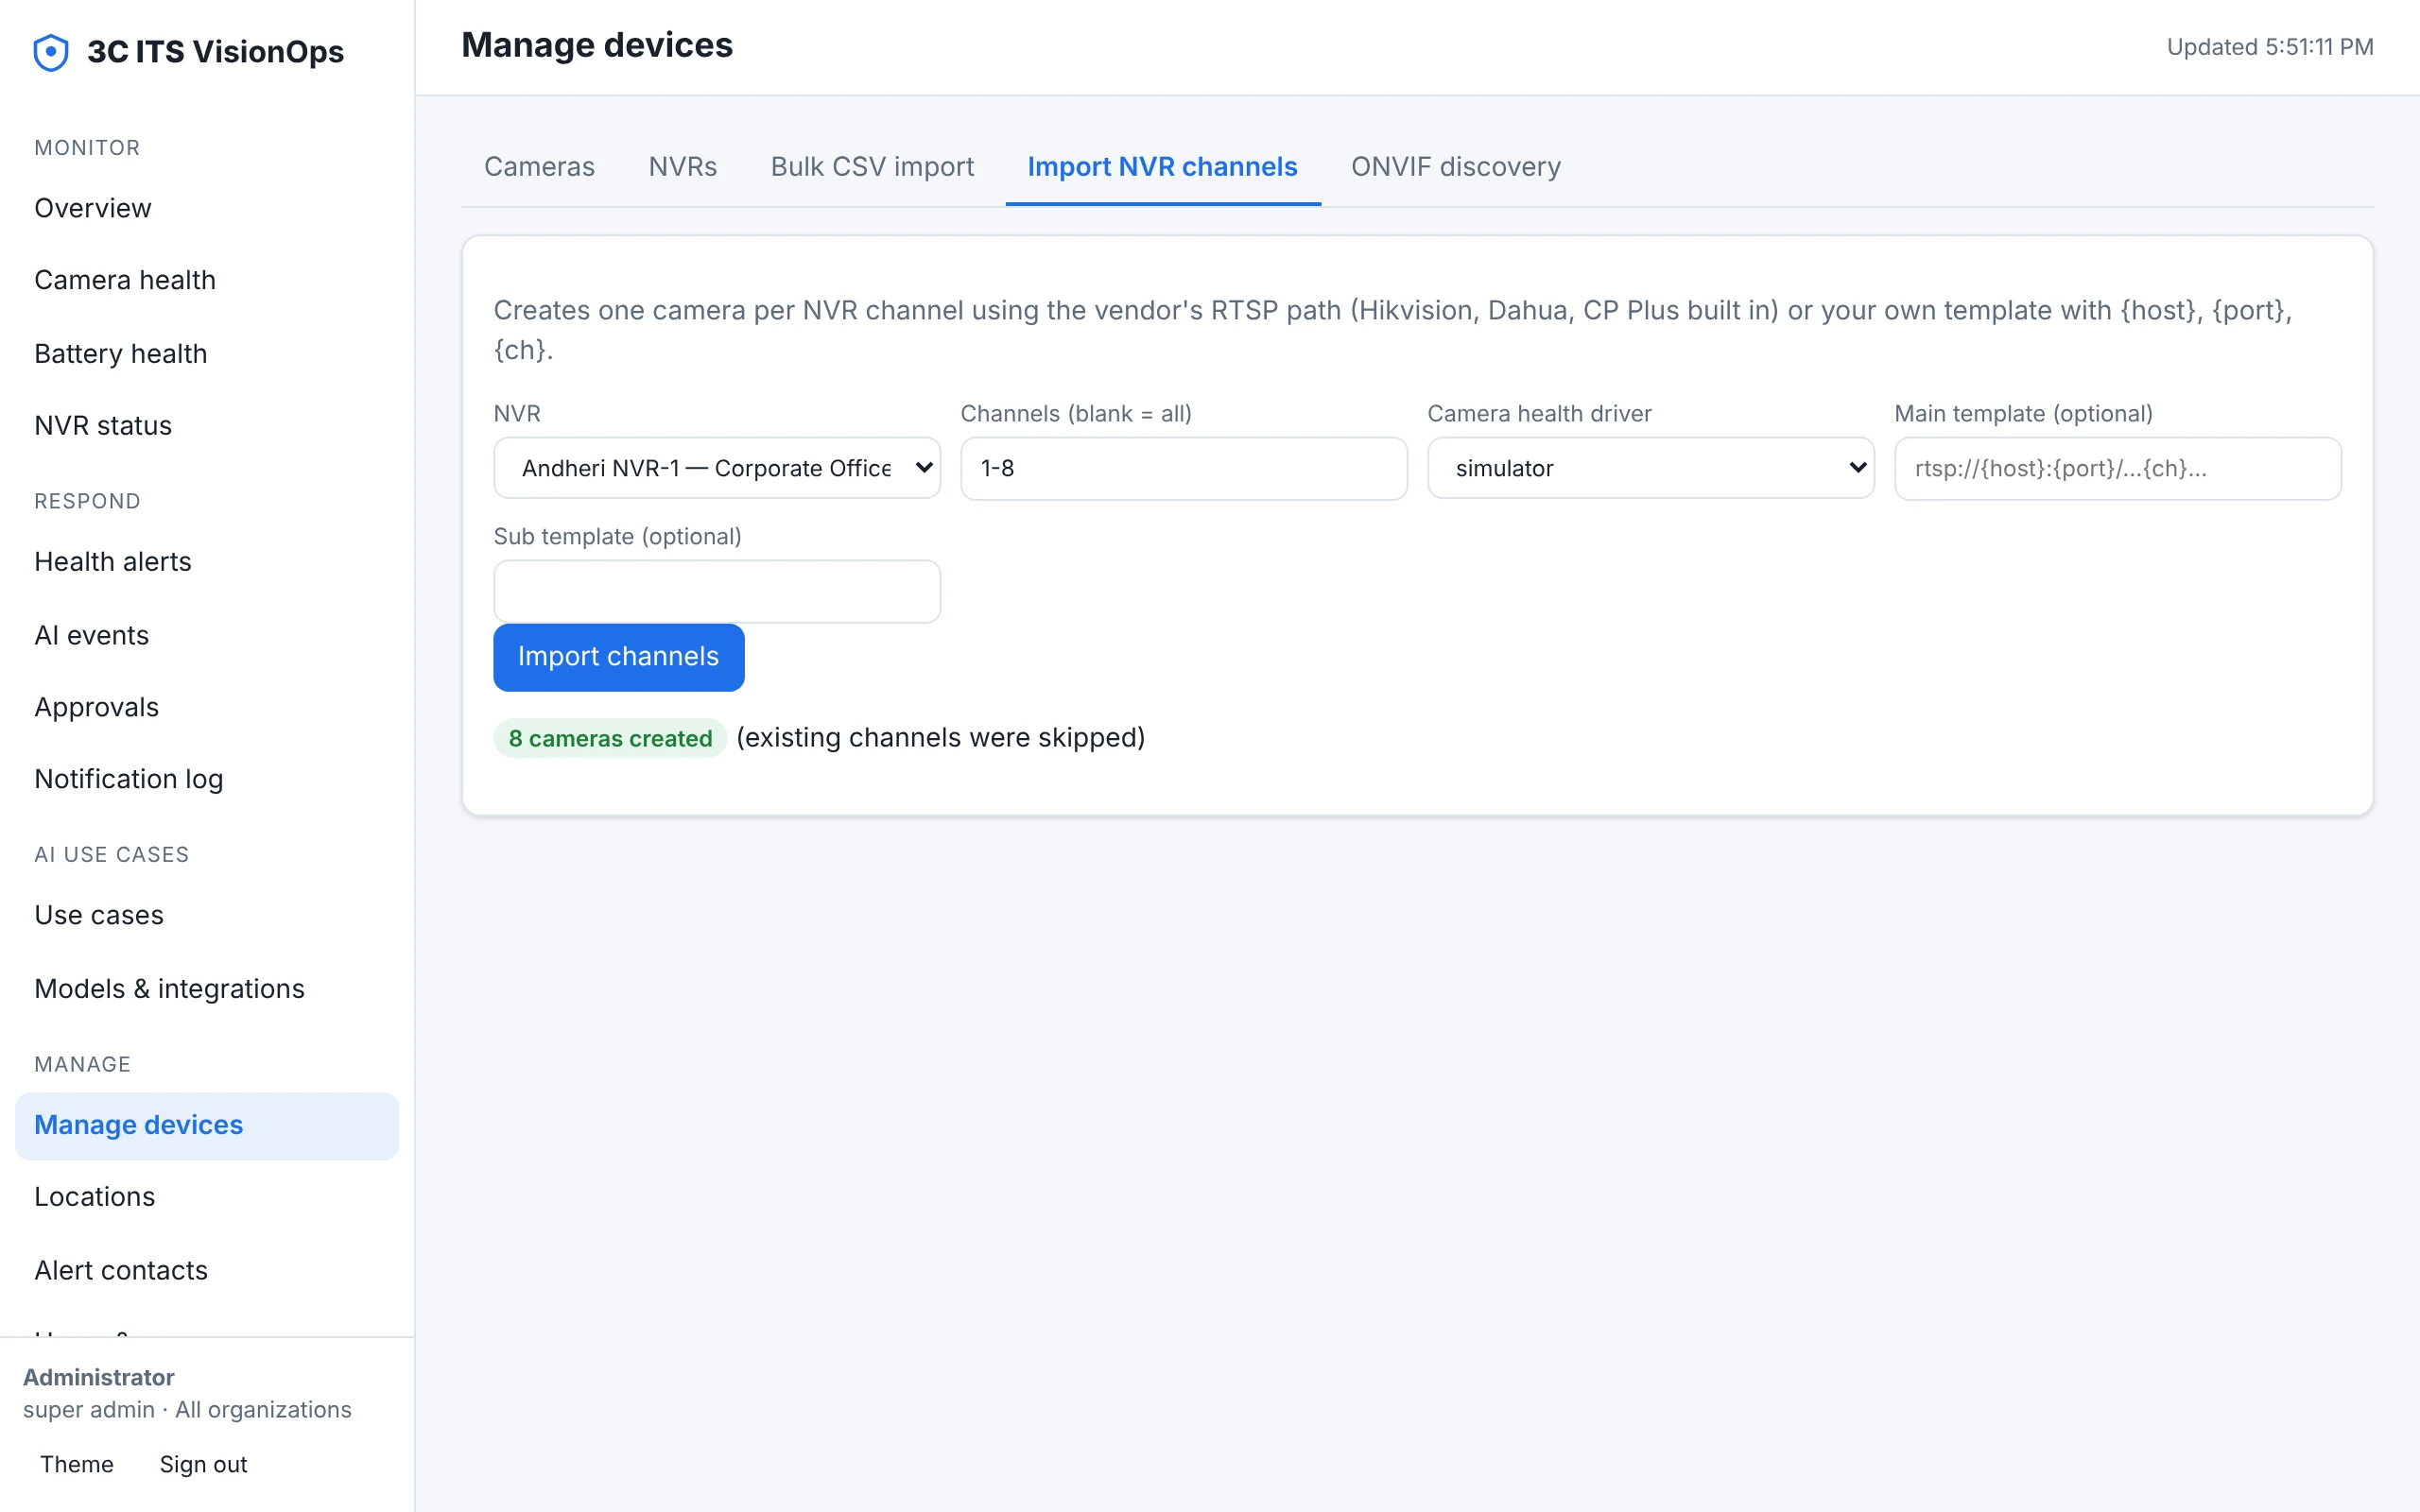 3C ITS VisionOps
Manage devices
Updated 5:51:11 PM
MONITOR
Overview
Camera health
Battery health
NVR status
RESPOND
Health alerts
AI events
Approvals
Notification log
AI USE CASES
Use cases
Models & integrations
MANAGE
Manage devices
Locations
Alert contacts
Administrator
super admin · All organizations
Theme Sign out
Cameras NVRs Bulk CSV import Import NVR channels ONVIF discovery
Creates one camera per NVR channel using the vendor's RTSP path (Hikvision, Dahua, CP Plus built in) or your own template with {host}, {port},
{ch}.
NVR Channels (blank = all) Camera health driver Main template (optional)
Andheri NVR-1 — Corporate Office 1-8 simulator rtsp://{host}:{port}/...{ch}...
Sub template (optional)
Import channels
8 cameras created (existing channels were skipped)